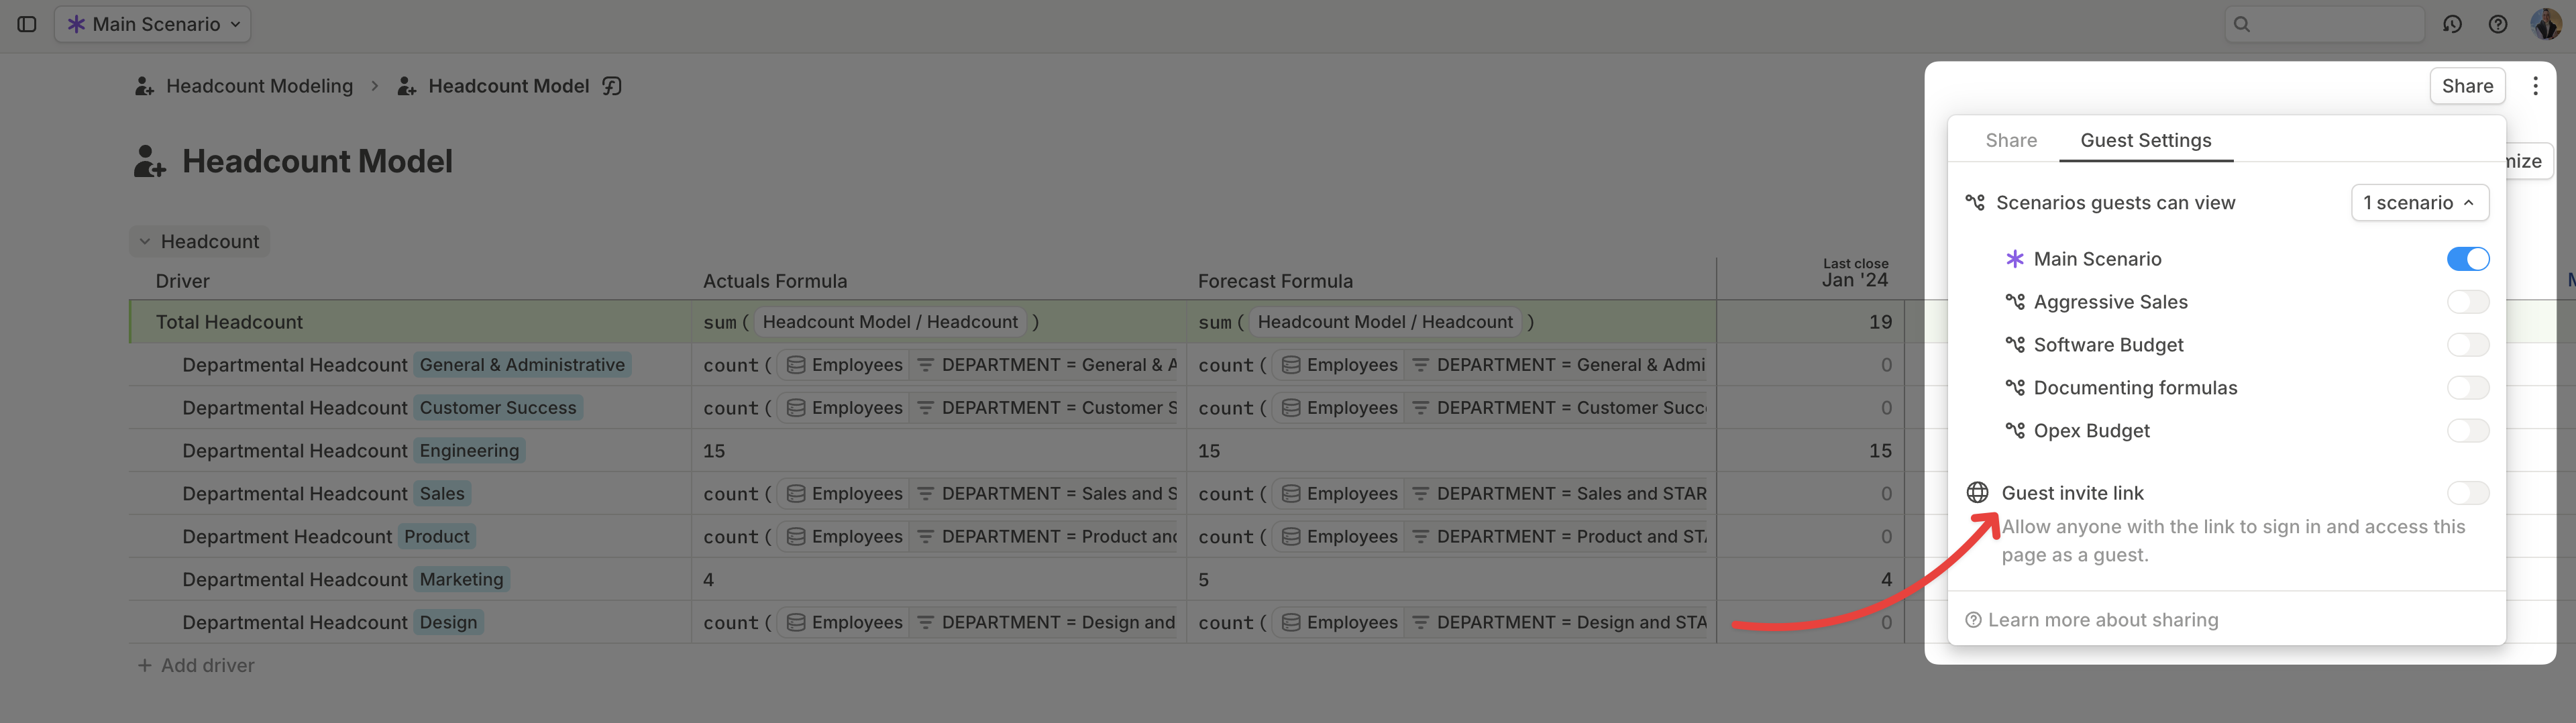 Main Scenario
Headcount Modeling > Headcount Model
Share
Headcount Model
Share Guest Settings
mize
Scenarios guests can view 1 scenario
Main Scenario
Aggressive Sales
Software Budget
Documenting formulas
Opex Budget
Guest invite link
Allow anyone with the link to sign in and access this
page as a guest.
Learn more about sharing
Headcount
Driver Actuals Formula Forecast Formula Last close
Jan '24
Total Headcount sum ( Headcount Model / Headcount ) sum ( Headcount Model / Headcount ) 19
Departmental Headcount General & Administrative count ( Employees DEPARTMENT = General & A count ( Employees DEPARTMENT = General & Admi 0
Departmental Headcount Customer Success count ( Employees DEPARTMENT = Customer S count ( Employees DEPARTMENT = Customer Succ 0
Departmental Headcount Engineering 15 15 15
Departmental Headcount Sales count ( Employees DEPARTMENT = Sales and S count ( Employees DEPARTMENT = Sales and STAR 0
Department Headcount Product count ( Employees DEPARTMENT = Product and count ( Employees DEPARTMENT = Product and STA 0
Departmental Headcount Marketing 4 5 4
Departmental Headcount Design count ( Employees DEPARTMENT = Design and count ( Employees DEPARTMENT = Design and STA 0
+ Add driver